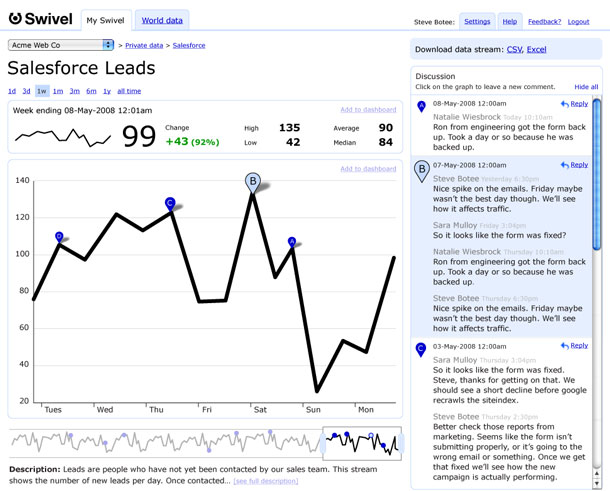 Swivel
My Swivel
World data
Steve Botee:
Settings
Help
Feedback?
Logout
Acme Web Co
> Private data > Salesforce
Salesforce Leads
1d 3d 1w 1m 3m 6m 1y all time
Week ending 08-May-2008 12:01am
Add to dashboard
99
Change
+43 (92%)
High 135
Low 42
Average 90
Median 84
Add to dashboard
140
120
100
80
60
40
20
D
C
B
A
Tues
Wed
Thu
Fri
Sat
Sun
Mon
Description: Leads are people who have not yet been contacted by our sales team. This stream
shows the number of new leads per day. Once contacted... [see full description]
Download data stream: CSV, Excel
Discussion
Click on the graph to leave a new comment.
Hide all
A
08-May-2008 12:00am
Reply
Natalie Wiesbrock Today 10:10am
Ron from engineering got the form back
up. Took a day or so because he was
backed up.
B
07-May-2008 12:00am
Reply
Steve Botee Yesterday 6:30pm
Nice spike on the emails. Friday maybe
wasn't the best day though. We'll see
how it affects traffic.
Sara Mulloy Friday 3:04pm
So it looks like the form was fixed?
Natalie Wiesbrock Thursday 10:10am
Ron from engineering got the form back
up. Took a day or so because he was
backed up.
Steve Botee Thursday 6:30pm
Nice spike on the emails. Friday maybe
wasn't the best day though. We'll see
how it affects traffic.
C
03-May-2008 12:00am
Reply
Sara Mulloy Thursday 3:04pm
So it looks like the form was fixed.
Steve, thanks for getting on that. We
should see a short decline before google
recrawls the siteindex.
Steve Botee Thursday 2:30pm
Better check those reports from
marketing. Seems like the form isn't
submitting properly, or it's going to the
wrong email or something. Once we get
that fixed we'll see how the new
campaign is actually performing.